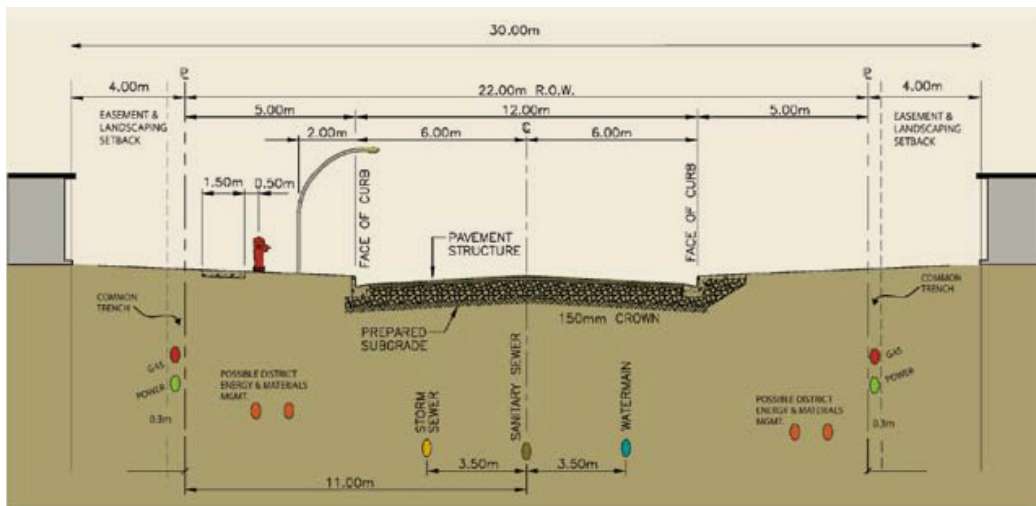 30.00m
4.00m
22.00m R.O.W.
4.00m
EASEMENT &
LANDSCAPING
SETBACK
5.00m
12.00m
5.00m
EASEMENT &
LANDSCAPING
SETBACK
2.00m
6.00m
6.00m
1.50m
0.50m
FACE OF CURB
FACE OF CURB
PAVEMENT
STRUCTURE
COMMON
TRENCH
COMMON
TRENCH
150mm CROWN
PREPARED
SUBGRADE
GAS
POWER
0.3m
POSSIBLE DISTRICT
ENERGY & MATERIALS
MGMT.
STORM
SEWER
SANITARY SEWER
WATERMAIN
POSSIBLE DISTRICT
ENERGY & MATERIALS
MGMT.
GAS
POWER
0.3m
3.50m
3.50m
11.00m